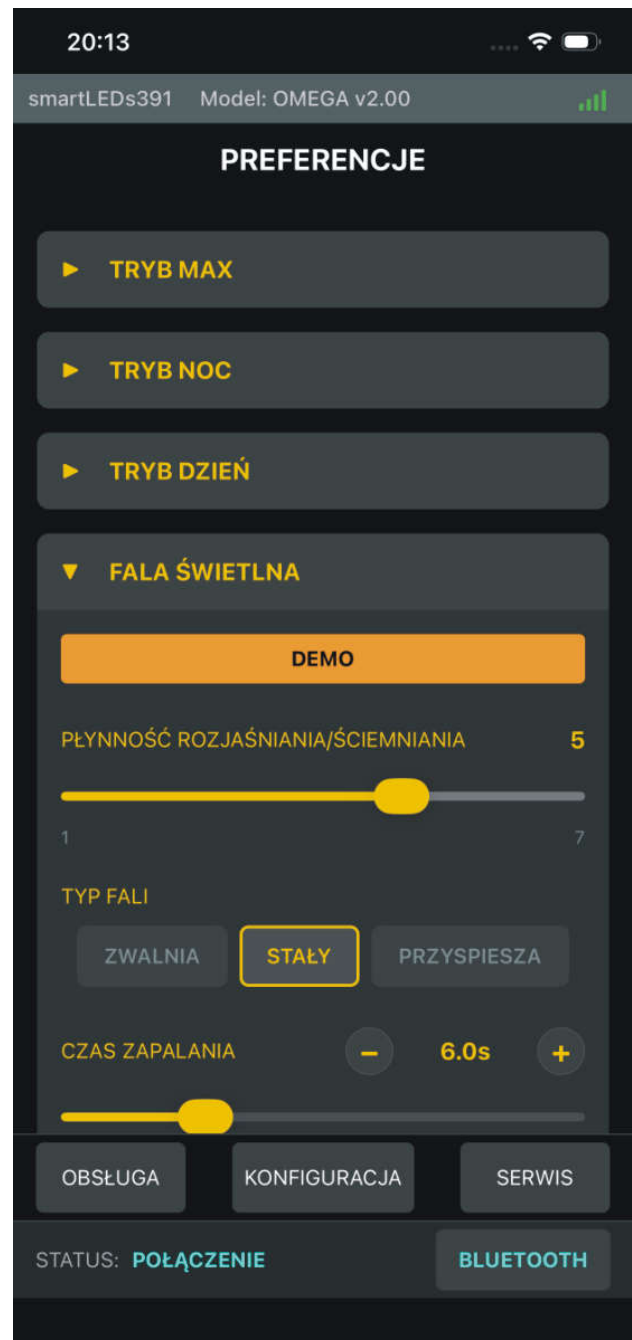 20:13
smartLEDs391 Model: OMEGA v2.00
PREFERENCJE
TRYB MAX
TRYB NOC
TRYB DZIEŃ
FALA ŚWIETLNA
DEMO
PŁYNNOŚĆ ROZJAŚNIANIA/ŚCIEMNIANIA 5
1 7
TYP FALI
ZWALNIA STAŁY PRZYSPIESZA
CZAS ZAPALANIA − 6.0s +
OBSŁUGA KONFIGURACJA SERWIS
STATUS: POŁĄCZENIE BLUETOOTH